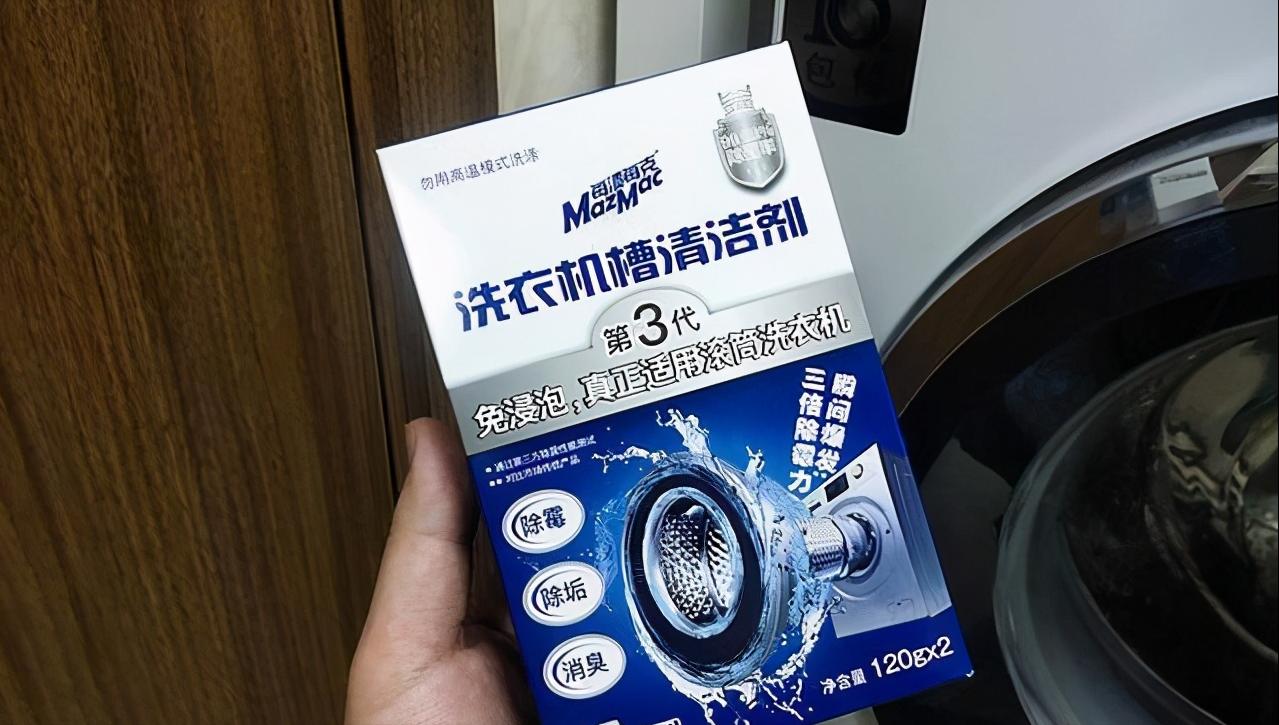 勿用高温模式洗涤
MazMac
洗衣机槽清洁剂
第3代
免浸泡,真正适用滚筒洗衣机
瞬间爆发
三倍除霉力
除霉
除垢
消臭
净含量 120gx2